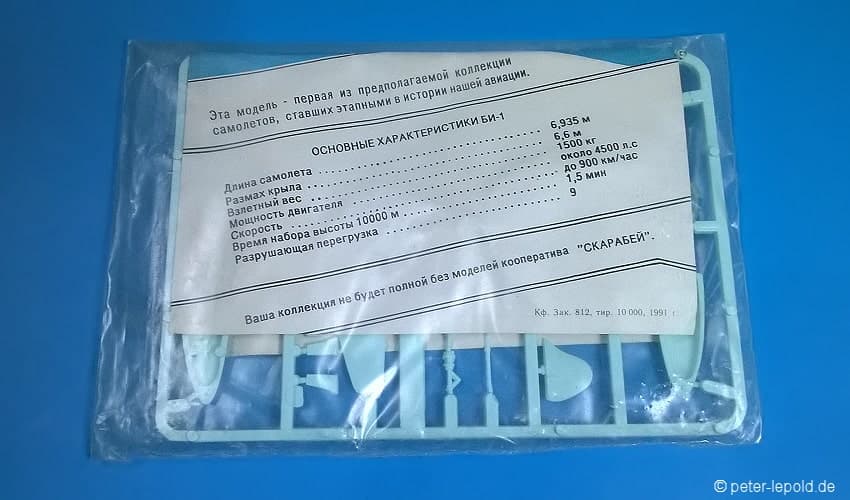 Эта модель - первая из предполагаемой коллекции
самолетов, ставших этапными в истории нашей авиации.
ОСНОВНЫЕ ХАРАКТЕРИСТИКИ БИ-1
Длина самолета . . . . . . . . . . . . . . . . . . . . . . . . 6,935 м
Размах крыла . . . . . . . . . . . . . . . . . . . . . . . . 6,6 м
Взлетный вес . . . . . . . . . . . . . . . . . . . . . . . . 1500 кг
Мощность двигателя . . . . . . . . . . . . . . . . . . . . около 4500 л.с
Скорость . . . . . . . . . . . . . . . . . . . . . . . . до 900 км/час
Время набора высоты 10000 м . . . . . . . . . . . . . . . . 1,5 мин
Разрушающая перегрузка . . . . . . . . . . . . . . . . . . 9
Ваша коллекция не будет полной без моделей кооператива "СКАРАБЕЙ".
Кф. Зак. 812, тир. 10 000, 1991 г.
© peter-lepold.de